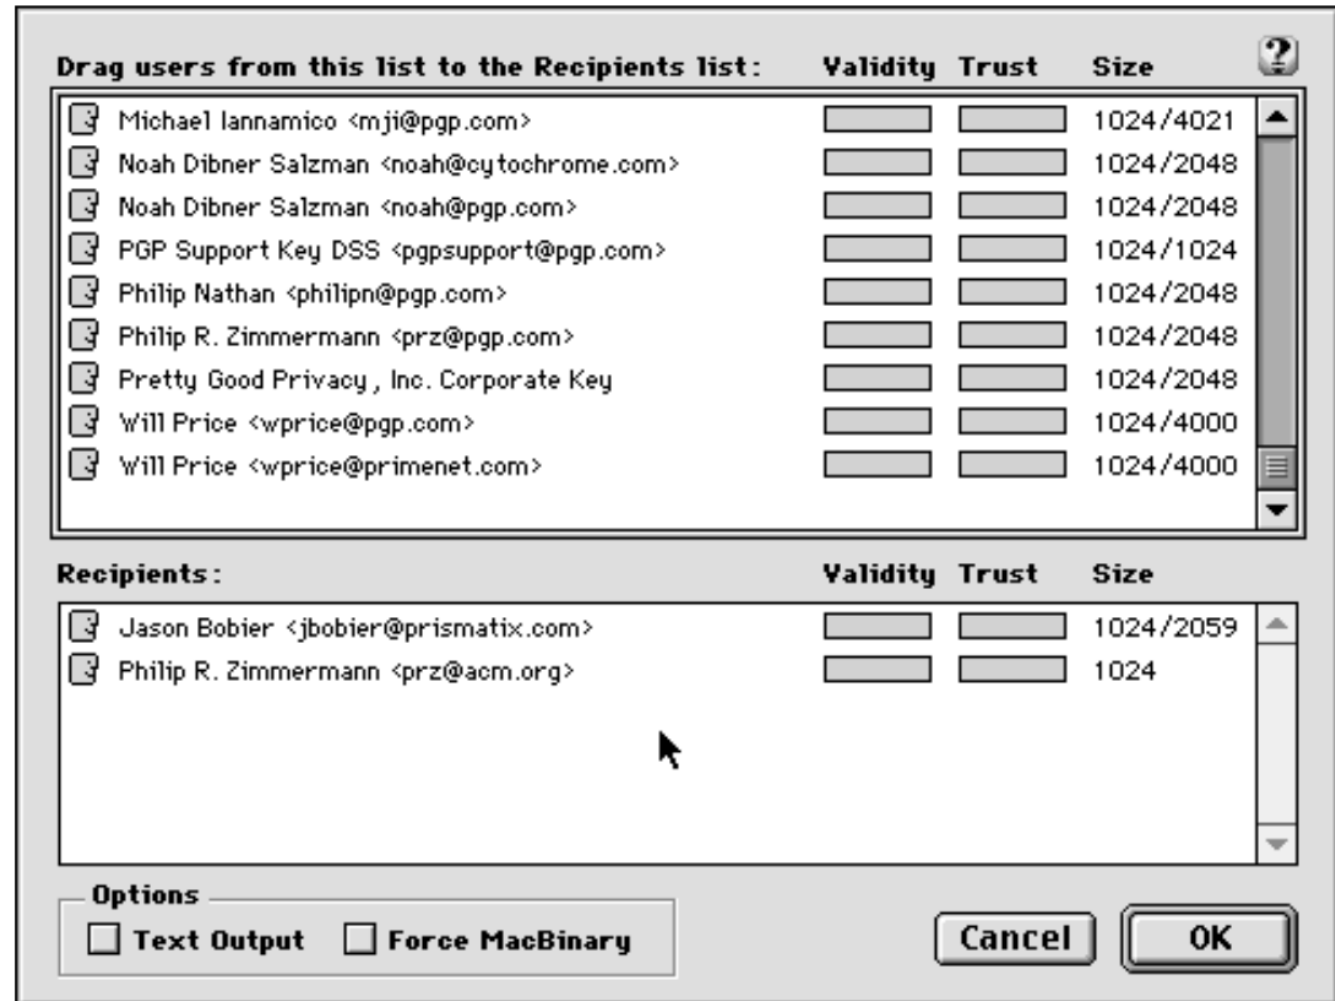 Drag users from this list to the Recipients list: Validity Trust Size
Michael Iannamico <mji@pgp.com> 1024/4021
Noah Dibner Salzman <noah@cytochrome.com> 1024/2048
Noah Dibner Salzman <noah@pgp.com> 1024/2048
PGP Support Key DSS <pgpsupport@pgp.com> 1024/1024
Philip Nathan <philipn@pgp.com> 1024/2048
Philip R. Zimmermann <prz@pgp.com> 1024/2048
Pretty Good Privacy, Inc. Corporate Key 1024/2048
Will Price <wprice@pgp.com> 1024/4000
Will Price <wprice@primenet.com> 1024/4000
Recipients: Validity Trust Size
Jason Bobier <jbobier@prismatix.com> 1024/2059
Philip R. Zimmermann <prz@acm.org> 1024
Options
Text Output Force MacBinary Cancel OK